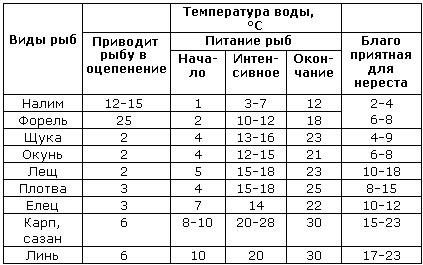 Виды рыб
Температура воды, °С
Приводит рыбу в оцепенение
Питание рыб
Благо приятная для нереста
Нача-ло
Интен-сивное
Окон-чание
Налим 12-15 1 3-7 12 2-4
Форель 25 2 10-12 18 6-8
Щука 2 4 13-16 23 4-9
Окунь 2 4 12-15 21 6-8
Лещ 2 5 15-18 23 10-18
Плотва 3 4 15-18 25 8-15
Елец 3 7 14 22 10-12
Карп, сазан 6 8-10 20-28 30 15-23
Линь 6 10 20 30 17-23